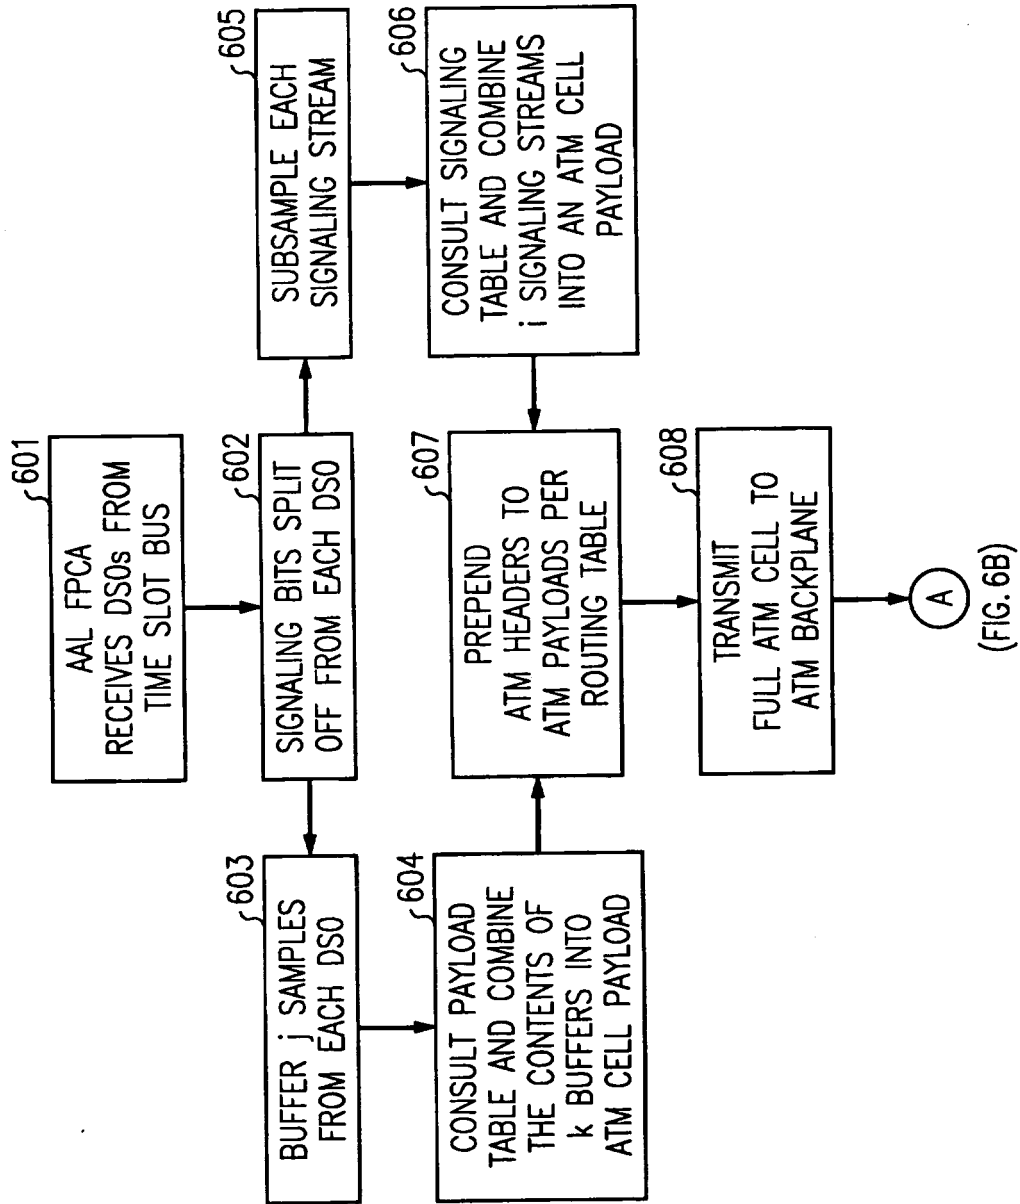 601
AAL FPCA
RECEIVES DSOs FROM
TIME SLOT BUS
602
SIGNALING BITS SPLIT
OFF FROM EACH DSO
603
BUFFER j SAMPLES
FROM EACH DSO
604
CONSULT PAYLOAD
TABLE AND COMBINE
THE CONTENTS OF
k BUFFERS INTO
ATM CELL PAYLOAD
605
SUBSAMPLE EACH
SIGNALING STREAM
606
CONSULT SIGNALING
TABLE AND COMBINE
i SIGNALING STREAMS
INTO AN ATM CELL
PAYLOAD
607
PREPEND
ATM HEADERS TO
ATM PAYLOADS PER
ROUTING TABLE
608
TRANSMIT
FULL ATM CELL TO
ATM BACKPLANE
A
(FIG. 6B)